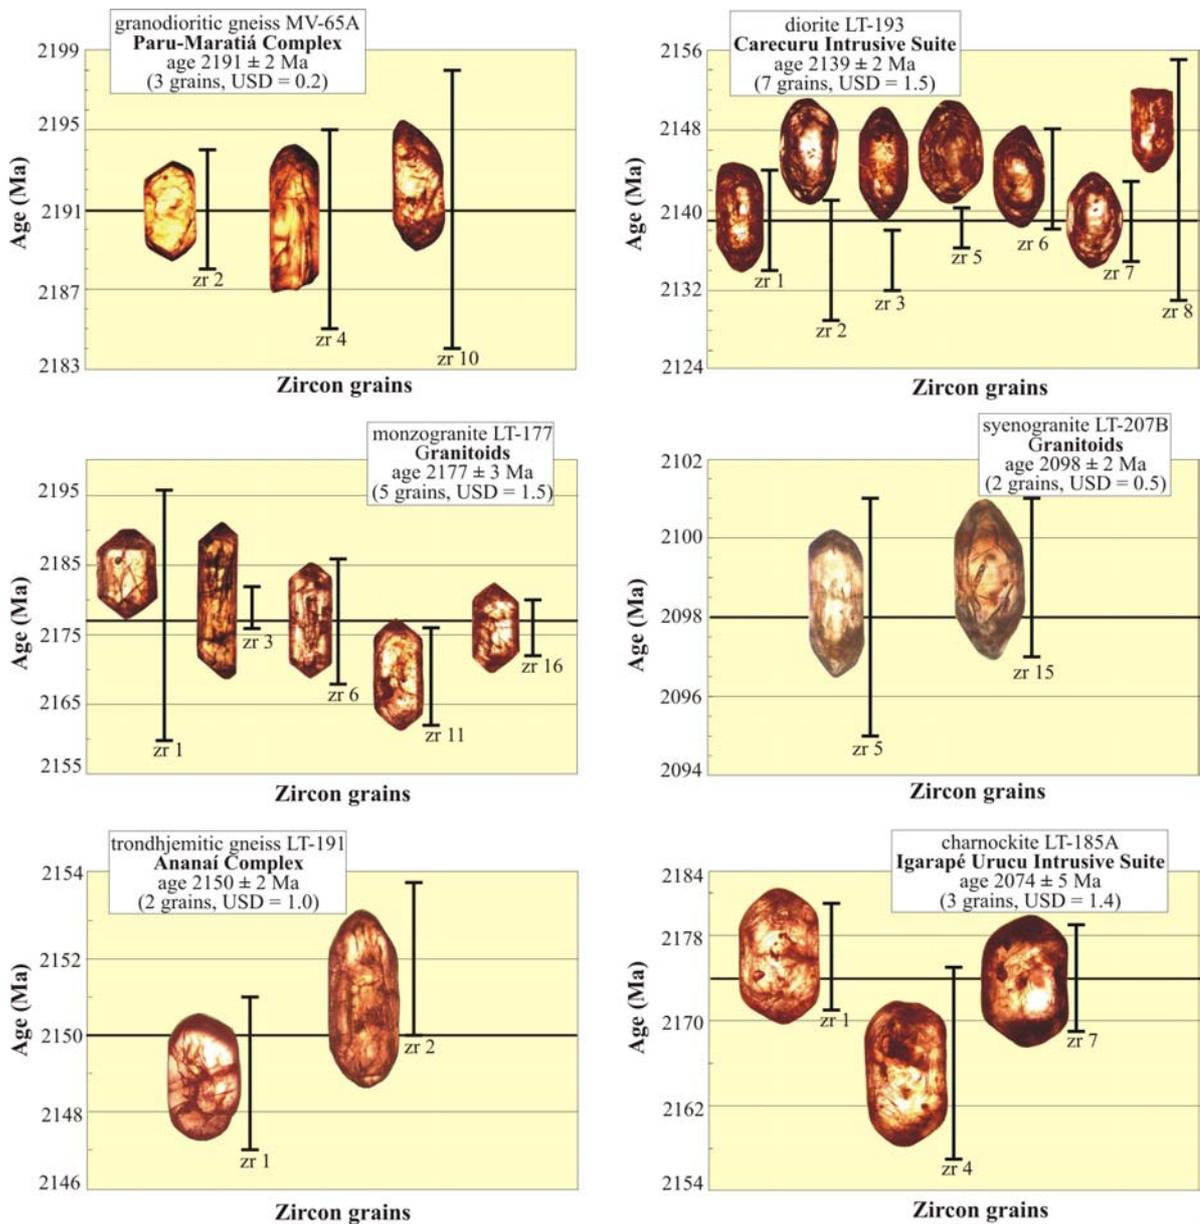 granodioritic gneiss MV-65A
Paru-Maratiá Complex
age 2191 ± 2 Ma
(3 grains, USD = 0.2)
2199
2195
2191
2187
2183
Age (Ma)
zr 2
zr 4
zr 10
Zircon grains
diorite LT-193
Carecuru Intrusive Suite
age 2139 ± 2 Ma
(7 grains, USD = 1.5)
2156
2148
2140
2132
2124
Age (Ma)
zr 1
zr 2
zr 3
zr 5
zr 6
zr 7
zr 8
Zircon grains
monzogranite LT-177
Granitoids
age 2177 ± 3 Ma
(5 grains, USD = 1.5)
2195
2185
2175
2165
2155
Age (Ma)
zr 1
zr 3
zr 6
zr 11
zr 16
Zircon grains
syenogranite LT-207B
Granitoids
age 2098 ± 2 Ma
(2 grains, USD = 0.5)
2102
2100
2098
2096
2094
Age (Ma)
zr 5
zr 15
Zircon grains
trondhjemitic gneiss LT-191
Ananaí Complex
age 2150 ± 2 Ma
(2 grains, USD = 1.0)
2154
2152
2150
2148
2146
Age (Ma)
zr 1
zr 2
Zircon grains
charnockite LT-185A
Igarapé Urucu Intrusive Suite
age 2074 ± 5 Ma
(3 grains, USD = 1.4)
2184
2178
2170
2162
2154
Age (Ma)
zr 1
zr 4
zr 7
Zircon grains